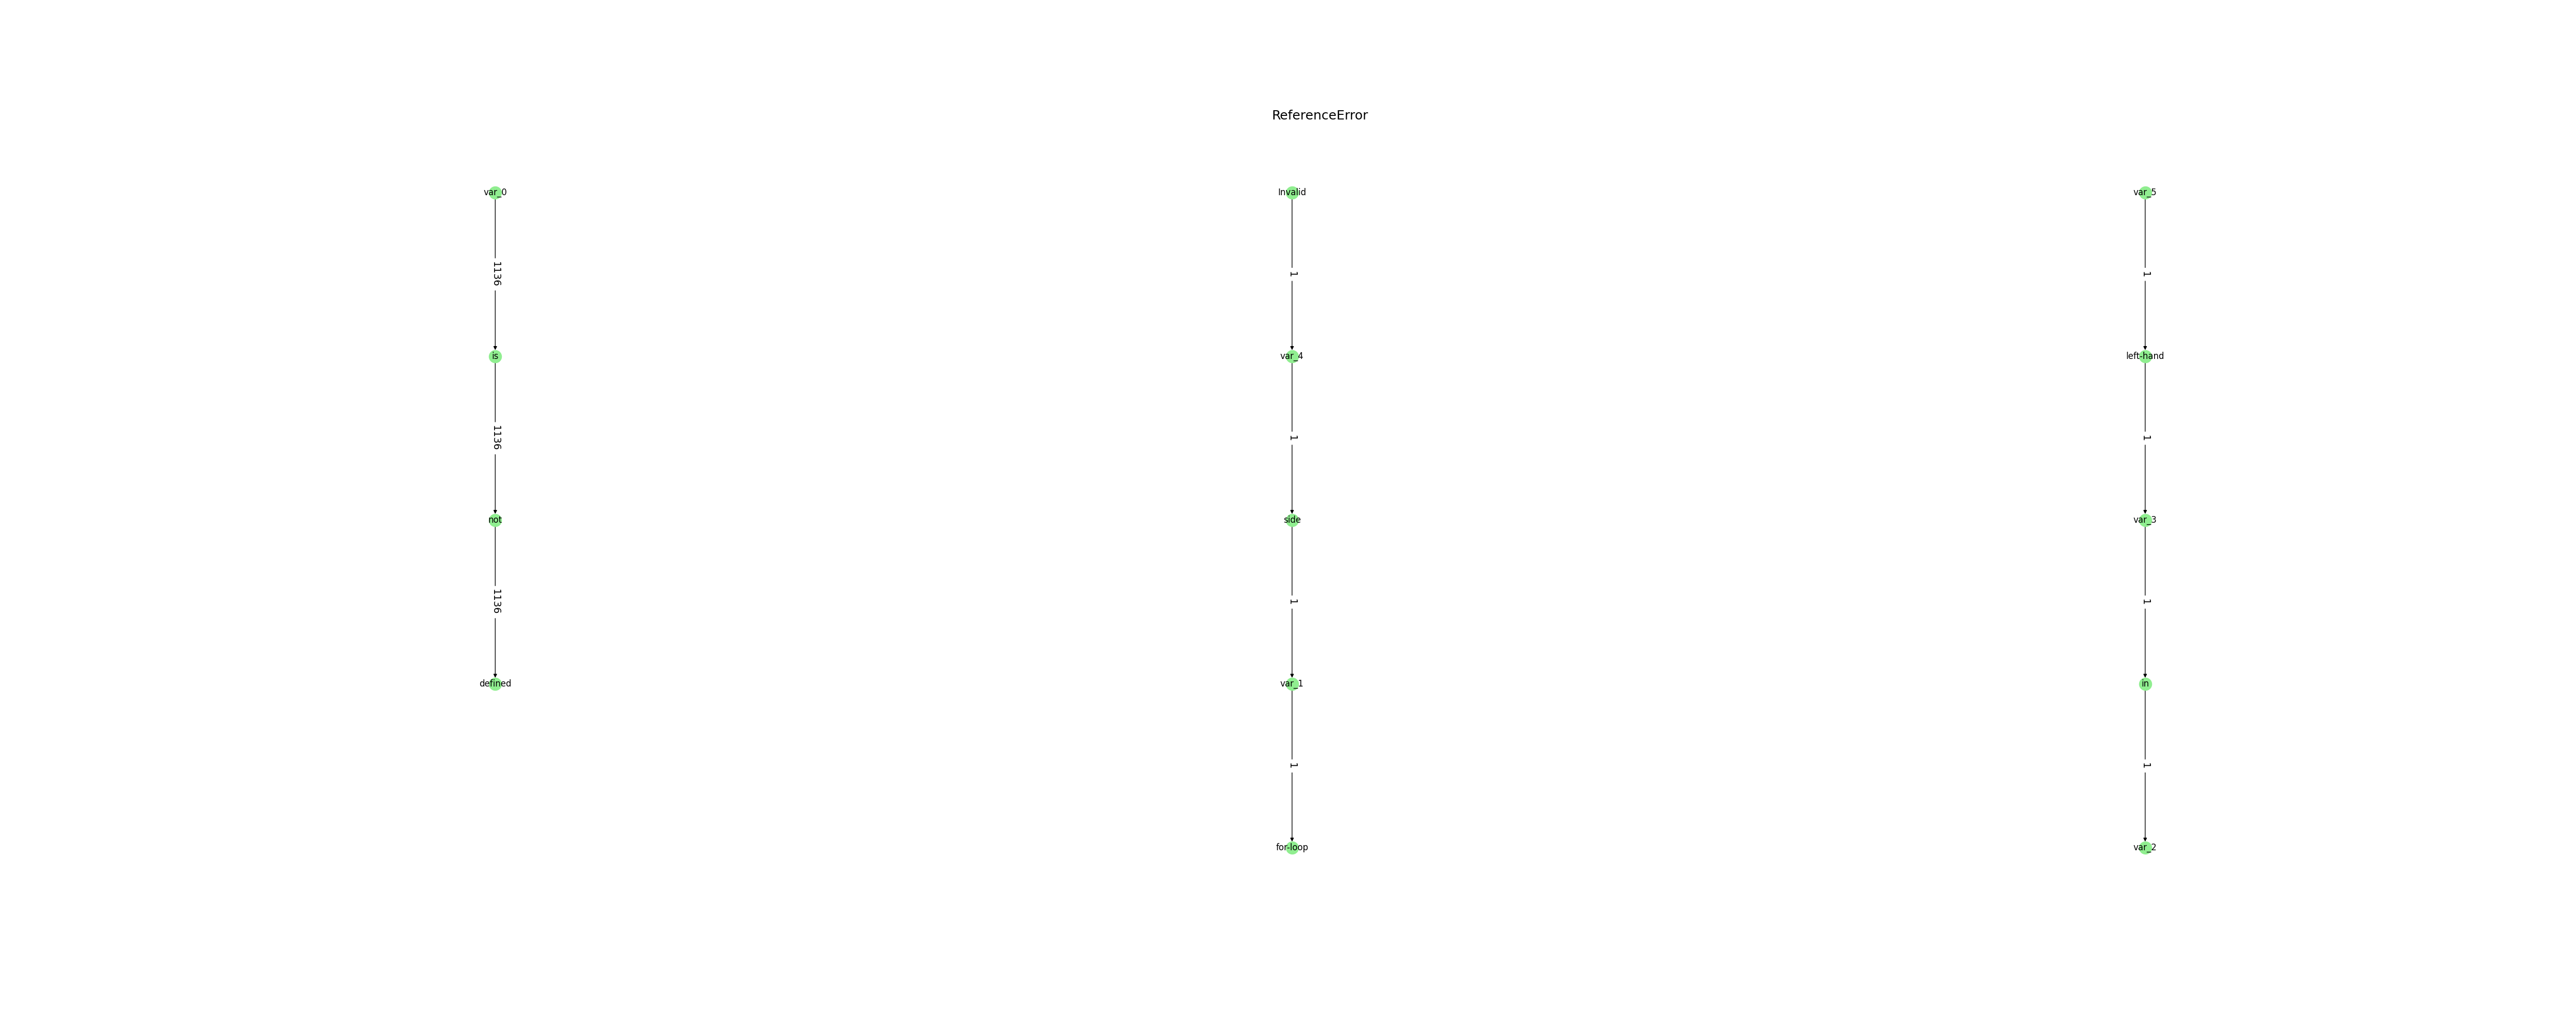 ReferenceError
var_0 Invalid var_5
1136 1 1
is var_4 left-hand
1136 1 1
not side var_3
1136 1 1
defined var_1 in
1 1
for-loop var_2